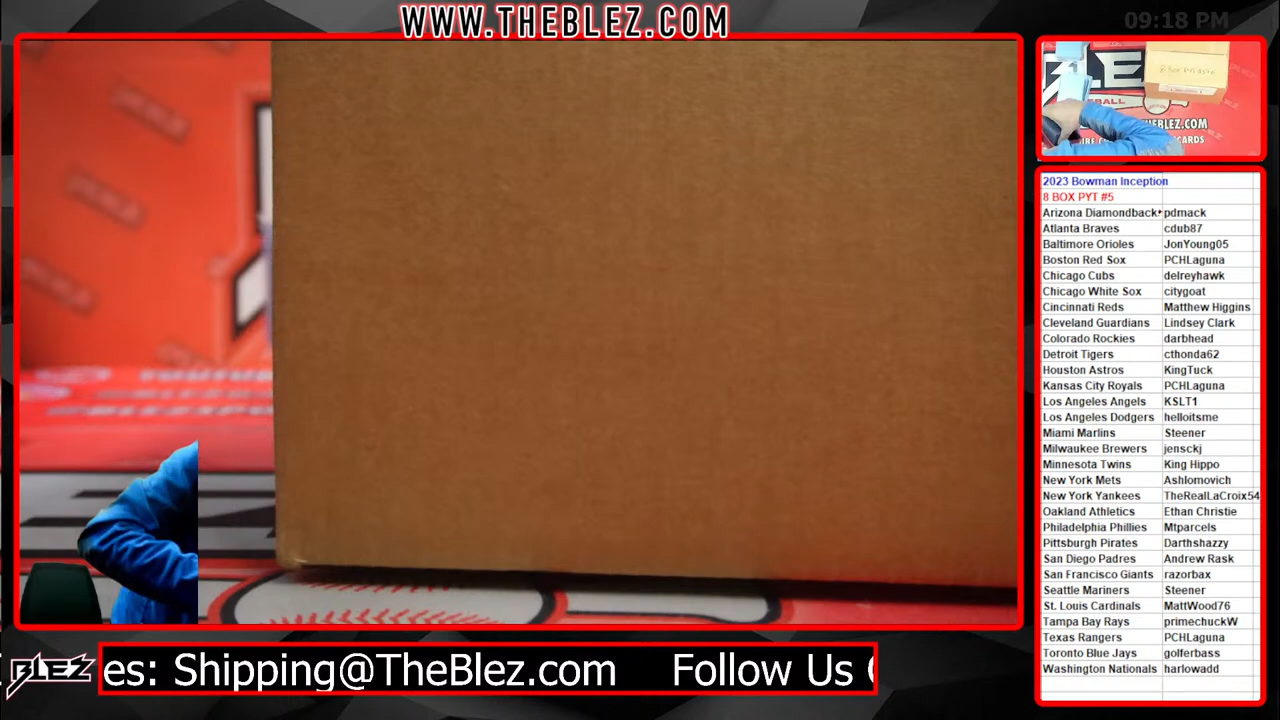 WWW.THEBLEZ.COM
09:18 PM
BALL
THEBLEZ.COM
CARDS
2023 Bowman Inception
8 BOX PYT #5
Arizona Diamondback pdmack
Atlanta Braves cdub87
Baltimore Orioles JonYoung05
Boston Red Sox PCHLaguna
Chicago Cubs delreyhawk
Chicago White Sox citygoat
Cincinnati Reds Matthew Higgins
Cleveland Guardians Lindsey Clark
Colorado Rockies darbhead
Detroit Tigers cthonda62
Houston Astros KingTuck
Kansas City Royals PCHLaguna
Los Angeles Angels KSLT1
Los Angeles Dodgers helloitsme
Miami Marlins Steener
Milwaukee Brewers jensckj
Minnesota Twins King Hippo
New York Mets Ashlomovich
New York Yankees TheRealLaCroix54
Oakland Athletics Ethan Christie
Philadelphia Phillies Mtparcels
Pittsburgh Pirates Darthshazzy
San Diego Padres Andrew Rask
San Francisco Giants razorbax
Seattle Mariners Steener
St. Louis Cardinals MattWood76
Tampa Bay Rays primechuckW
Texas Rangers PCHLaguna
Toronto Blue Jays golferbass
Washington Nationals harlowadd
BLEZ
es: Shipping@TheBlez.com Follow Us